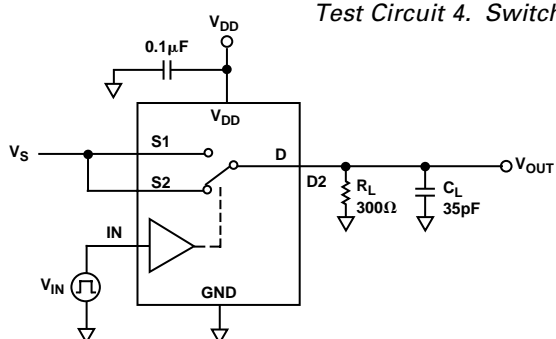 Test Circuit 4. Switch
V_DD
0.1µF
V_DD
V_S
S1
D
V_OUT
S2
D2
R_L
300Ω
C_L
35pF
IN
V_IN
GND